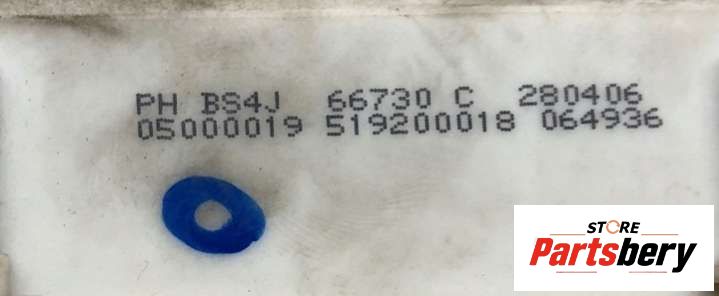 PH BS4J 66730 C 280406
05000019 519200018 064936
STORE
Partsbery